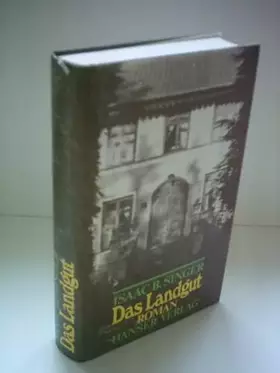 ISAAC B. SINGER
Das Landgut
ROMAN
HANSER VERLAG
Das Landgut